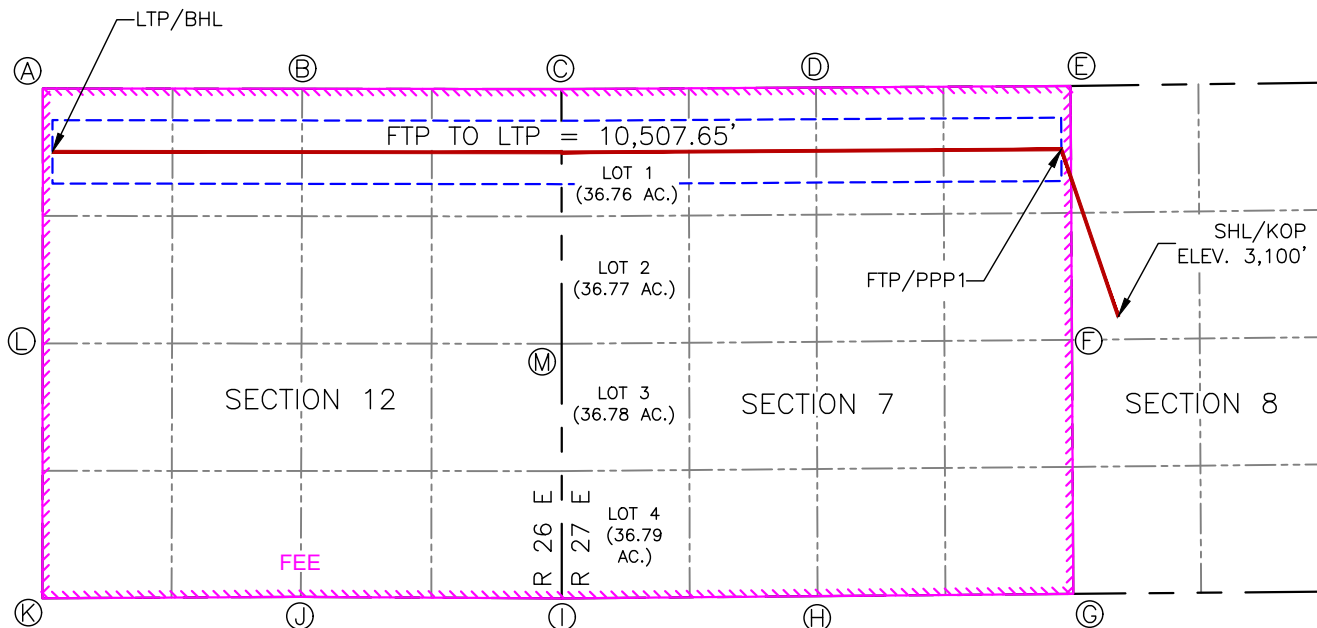 LTP/BHL
A
B
C
D
E
FTP TO LTP = 10,507.65'
LOT 1
(36.76 AC.)
SHL/KOP
ELEV. 3,100'
LOT 2
(36.77 AC.)
FTP/PPP1
L
M
F
SECTION 12
LOT 3
(36.78 AC.)
SECTION 7
SECTION 8
R 26 E
R 27 E
LOT 4
(36.79
AC.)
FEE
K
J
I
H
G